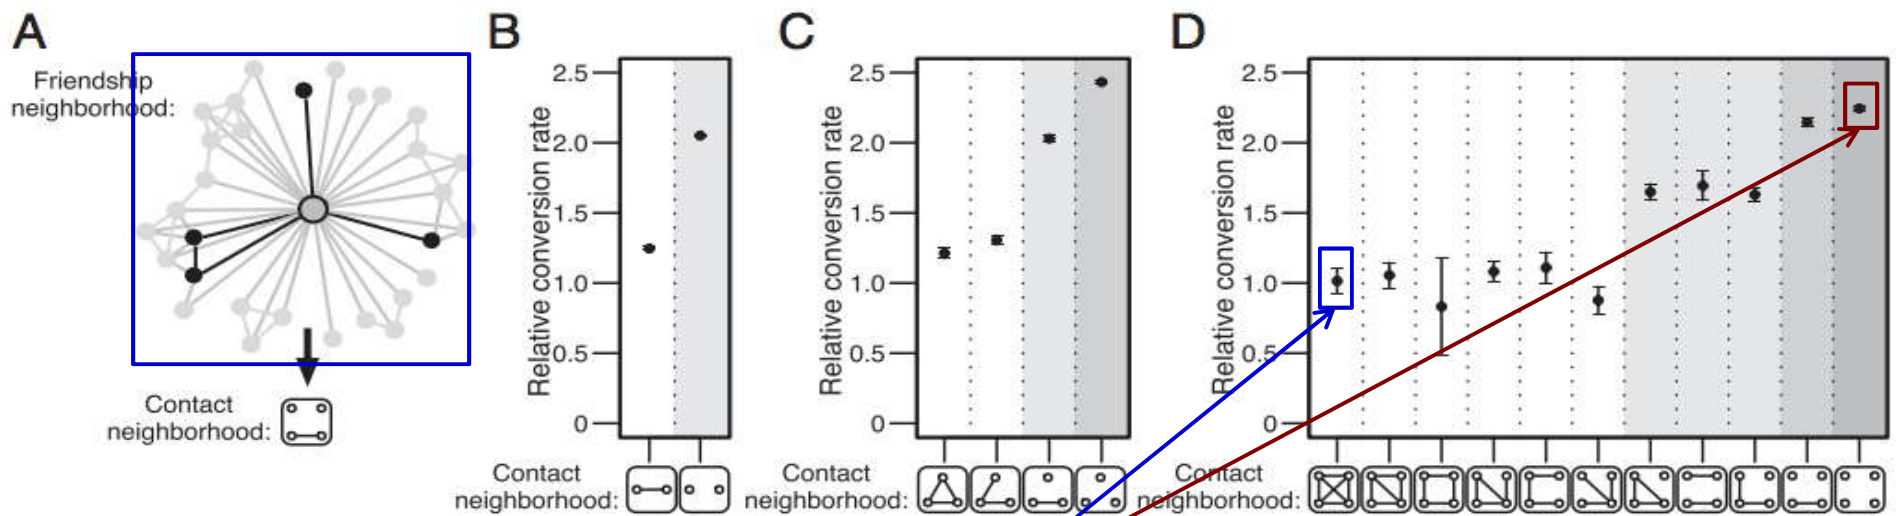 A
Friendship
neighborhood:
Contact
neighborhood:
B
Relative conversion rate
2.5
2.0
1.5
1.0
0.5
0
Contact
neighborhood:
C
Relative conversion rate
2.5
2.0
1.5
1.0
0.5
0
Contact
neighborhood:
D
Relative conversion rate
2.5
2.0
1.5
1.0
0.5
0
Contact
neighborhood: